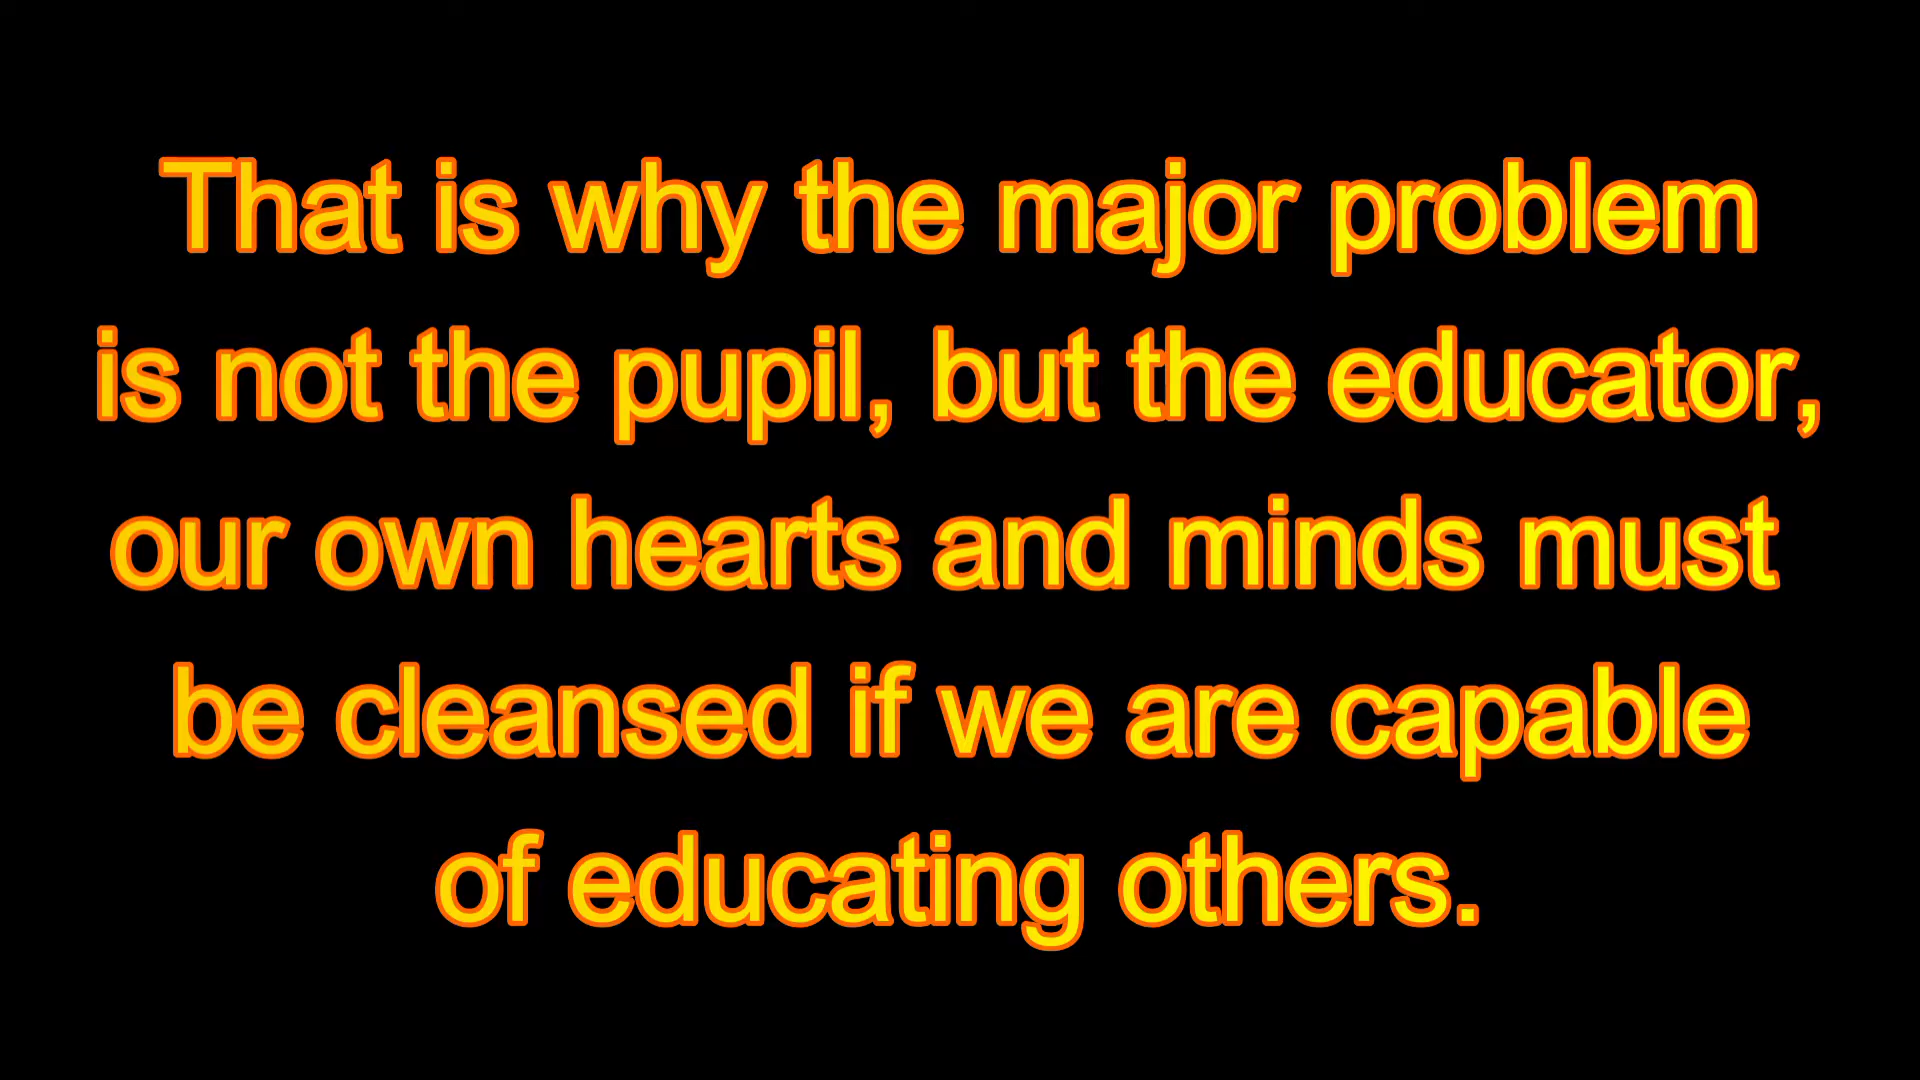 That is why the major problem
is not the pupil, but the educator,
our own hearts and minds must
be cleansed if we are capable
of educating others.